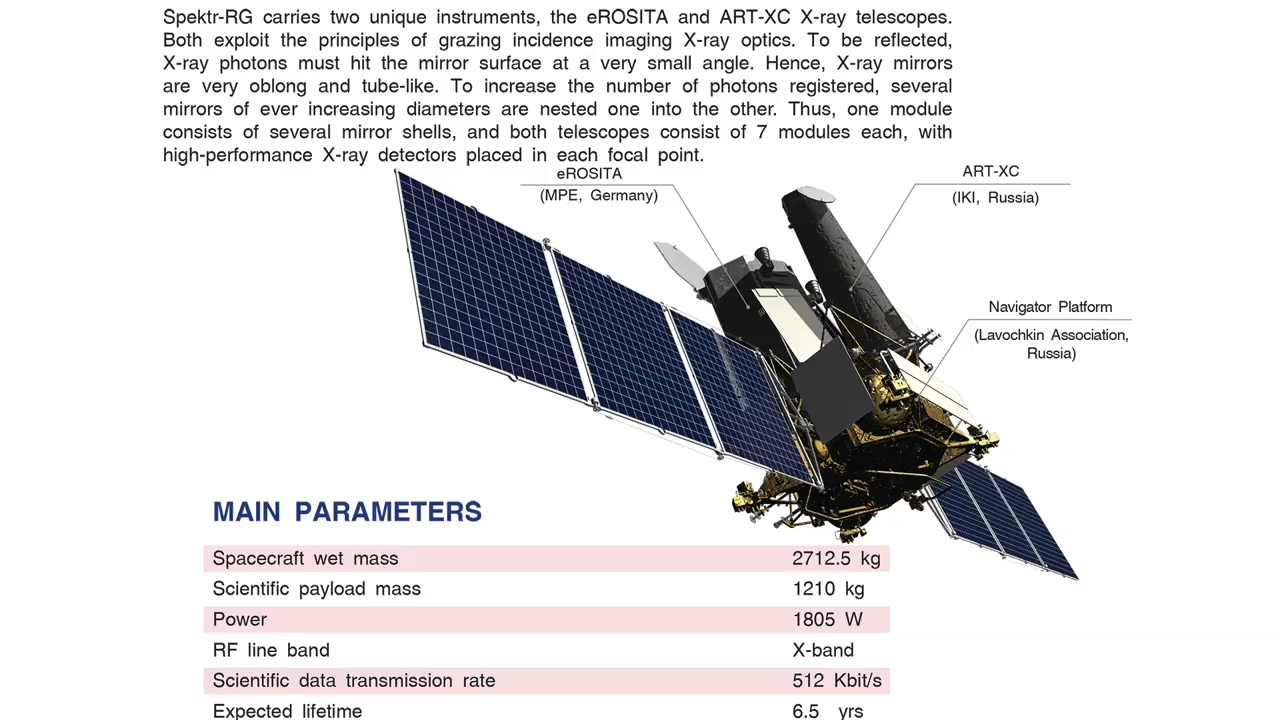 Spektr-RG carries two unique instruments, the eROSITA and ART-XC X-ray telescopes.
Both exploit the principles of grazing incidence imaging X-ray optics. To be reflected,
X-ray photons must hit the mirror surface at a very small angle. Hence, X-ray mirrors
are very oblong and tube-like. To increase the number of photons registered, several
mirrors of ever increasing diameters are nested one into the other. Thus, one module
consists of several mirror shells, and both telescopes consist of 7 modules each, with
high-performance X-ray detectors placed in each focal point.
eROSITA
(MPE, Germany)
ART-XC
(IKI, Russia)
Navigator Platform
(Lavochkin Association,
Russia)
MAIN PARAMETERS
Spacecraft wet mass 2712.5 kg
Scientific payload mass 1210 kg
Power 1805 W
RF line band X-band
Scientific data transmission rate 512 Kbit/s
Expected lifetime 6.5 yrs